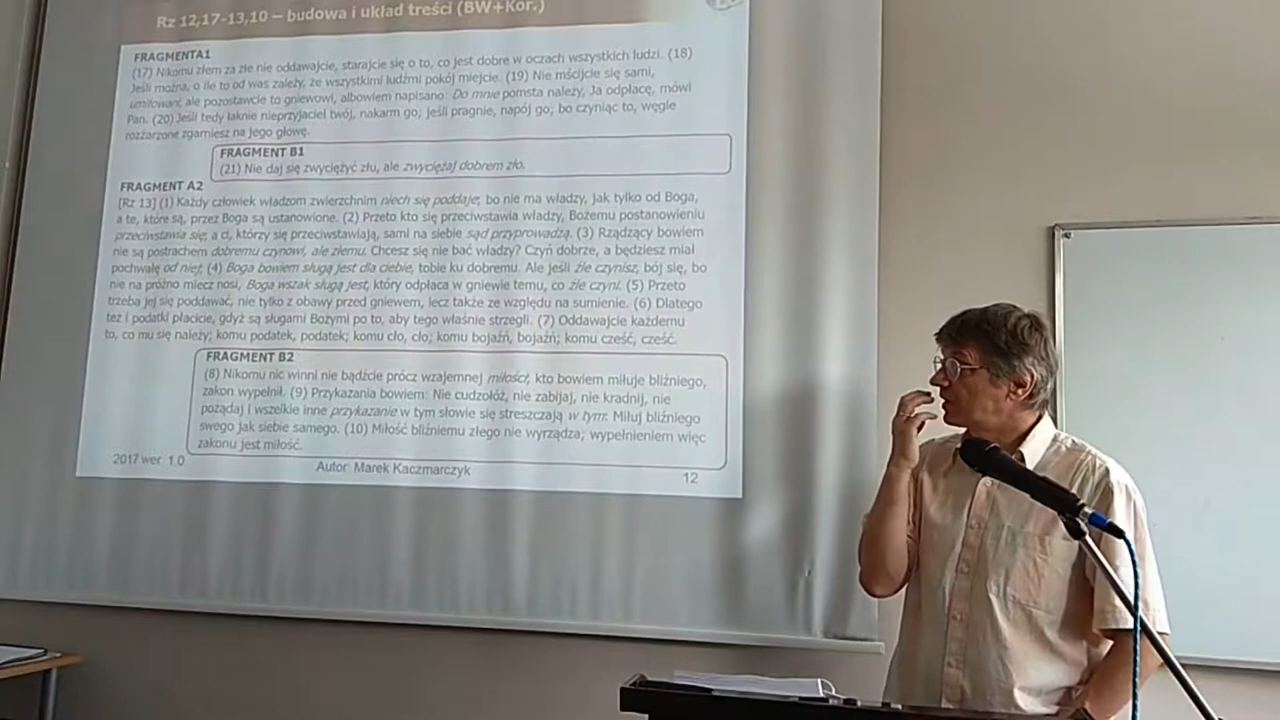 Rz 12,17-13,10 – budowa i układ treści (BW+Kor.)
FRAGMENTA1
(17) Nikomu złem za złe nie oddawajcie, starajcie się o to, co jest dobre w oczach wszystkich ludzi. (18)
Jeśli można, o ile to od was zależy, ze wszystkimi ludźmi pokój miejcie. (19) Nie mścijcie się sami,
umiłowani, ale pozostawcie to gniewowi, albowiem napisano: Do mnie pomsta należy, Ja odpłacę, mówi
Pan. (20) Jeśli tedy łaknie nieprzyjaciel twój, nakarm go; jeśli pragnie, napój go; bo czyniąc to, węgle
rozżarzone zgarniesz na jego głowę.
FRAGMENT B1
(21) Nie daj się zwyciężyć złu, ale zwyciężaj dobrem zło.
FRAGMENT A2
[Rz 13] (1) Każdy człowiek władzom zwierzchnim niech się poddaje; bo nie ma władzy, jak tylko od Boga,
a te, które są, przez Boga są ustanowione. (2) Przeto kto się przeciwstawia władzy, Bożemu postanowieniu
przeciwstawia się; a ci, którzy się przeciwstawiają, sami na siebie sąd przyprowadzą. (3) Rządzący bowiem
nie są postrachem dobremu czynowi, ale złemu. Chcesz się nie bać władzy? Czyń dobrze, a będziesz miał
pochwałę od niej; (4) Boga bowiem sługą jest dla ciebie, tobie ku dobremu. Ale jeśli źle czynisz, bój się, bo
nie na próżno miecz nosi, Boga wszak sługą jest, który odpłaca w gniewie temu, co źle czyni. (5) Przeto
trzeba jej się poddawać, nie tylko z obawy przed gniewem, lecz także ze względu na sumienie. (6) Dlatego
też i podatki płacicie, gdyż są sługami Bożymi po to, aby tego właśnie strzegli. (7) Oddawajcie każdemu
to, co mu się należy; komu podatek, podatek; komu cło, cło; komu bojaźń, bojaźń; komu cześć, cześć.
FRAGMENT B2
(8) Nikomu nic winni nie bądźcie prócz wzajemnej miłości; kto bowiem miłuje bliźniego,
zakon wypełnił. (9) Przykazania bowiem: Nie cudzołóż, nie zabijaj, nie kradnij, nie
pożądaj i wszelkie inne przykazanie w tym słowie się streszczają w tym: Miłuj bliźniego
swego jak siebie samego. (10) Miłość bliźniemu złego nie wyrządza; wypełnieniem więc
zakonu jest miłość.
2017 wer 1.0
Autor: Marek Kaczmarczyk
12